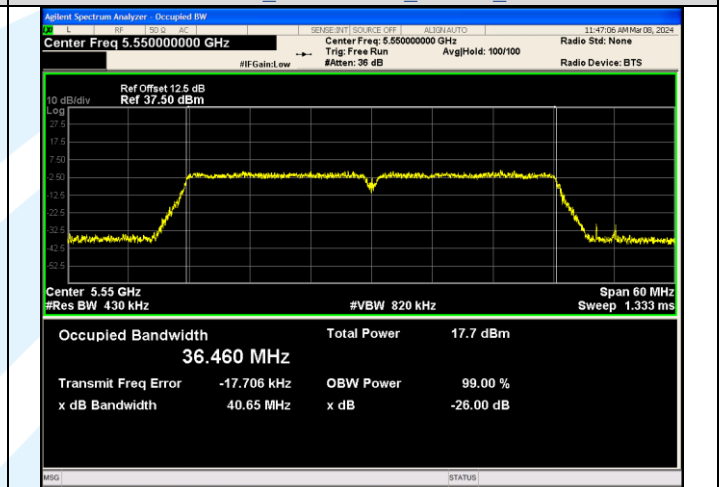 Agilent Spectrum Analyzer - Occupied BW
L RF 50 Ω AC SENSE:INT SOURCE OFF ALIGN AUTO 11:47:06 AM Mar 08, 2024
Center Freq 5.550000000 GHz Center Freq: 5.550000000 GHz Radio Std: None
Trig: Free Run Avg|Hold: 100/100
#IFGain:Low #Atten: 36 dB Radio Device: BTS
Ref Offset 12.5 dB
10 dB/div Ref 37.50 dBm
Log
27.5
17.5
7.50
-2.50
-12.5
-22.5
-32.5
-42.5
-52.5
Center 5.55 GHz Span 60 MHz
#Res BW 430 kHz #VBW 820 kHz Sweep 1.333 ms
Occupied Bandwidth Total Power 17.7 dBm
36.460 MHz
Transmit Freq Error -17.706 kHz OBW Power 99.00 %
x dB Bandwidth 40.65 MHz x dB -26.00 dB
MSG STATUS